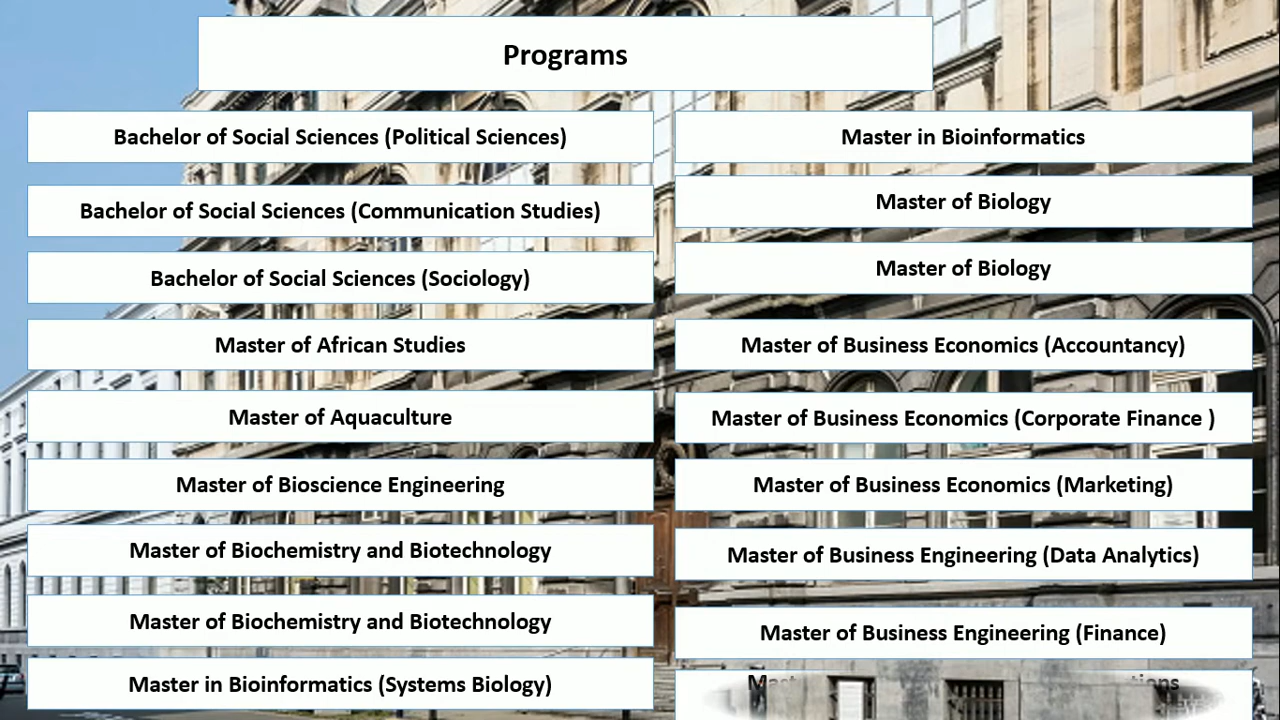 Programs
Bachelor of Social Sciences (Political Sciences)
Bachelor of Social Sciences (Communication Studies)
Bachelor of Social Sciences (Sociology)
Master of African Studies
Master of Aquaculture
Master of Bioscience Engineering
Master of Biochemistry and Biotechnology
Master of Biochemistry and Biotechnology
Master in Bioinformatics (Systems Biology)
Master in Bioinformatics
Master of Biology
Master of Biology
Master of Business Economics (Accountancy)
Master of Business Economics (Corporate Finance )
Master of Business Economics (Marketing)
Master of Business Engineering (Data Analytics)
Master of Business Engineering (Finance)